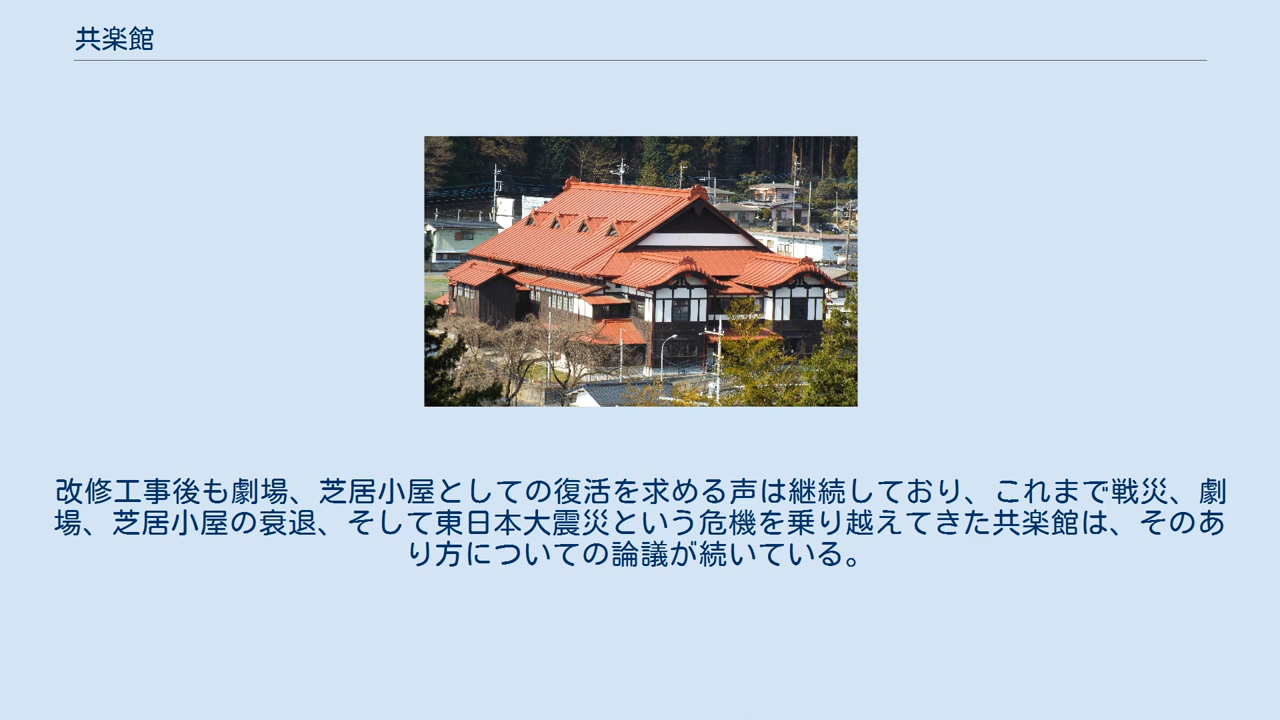 共楽館
改修工事後も劇場、芝居小屋としての復活を求める声は継続しており、これまで戦災、劇
場、芝居小屋の衰退、そして東日本大震災という危機を乗り越えてきた共楽館は、そのあ
り方についての論議が続いている。